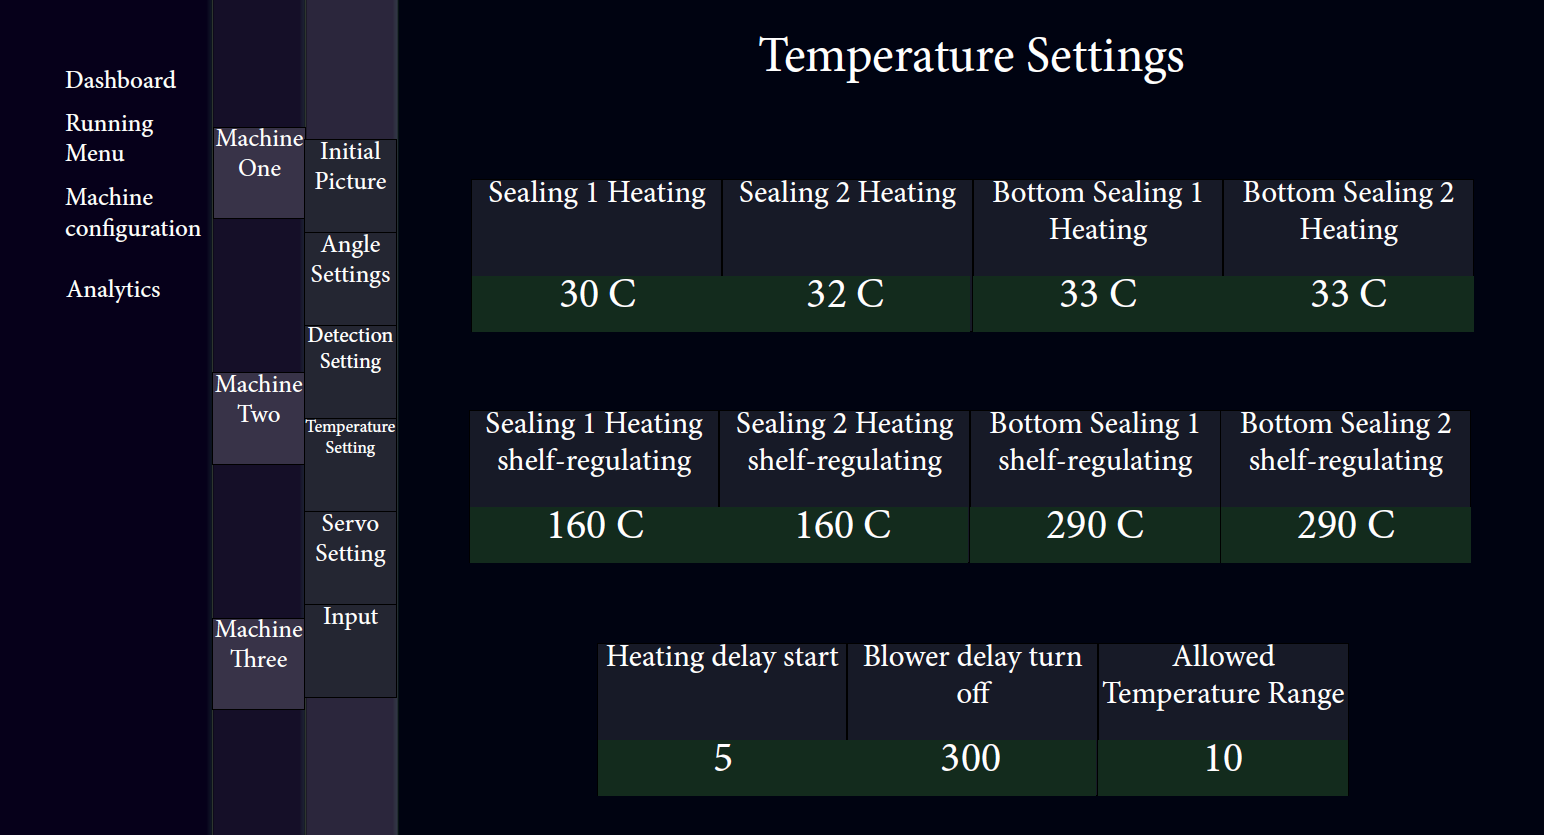 Temperature Settings
Dashboard
Running
Menu
Machine
configuration
Analytics
Machine
One
Machine
Two
Machine
Three
Initial
Picture
Angle
Settings
Detection
Setting
Temperature
Setting
Servo
Setting
Input
Sealing 1 Heating
Sealing 2 Heating
Bottom Sealing 1
Heating
Bottom Sealing 2
Heating
30 C
32 C
33 C
33 C
Sealing 1 Heating
shelf-regulating
Sealing 2 Heating
shelf-regulating
Bottom Sealing 1
shelf-regulating
Bottom Sealing 2
shelf-regulating
160 C
160 C
290 C
290 C
Heating delay start
Blower delay turn
off
Allowed
Temperature Range
5
300
10